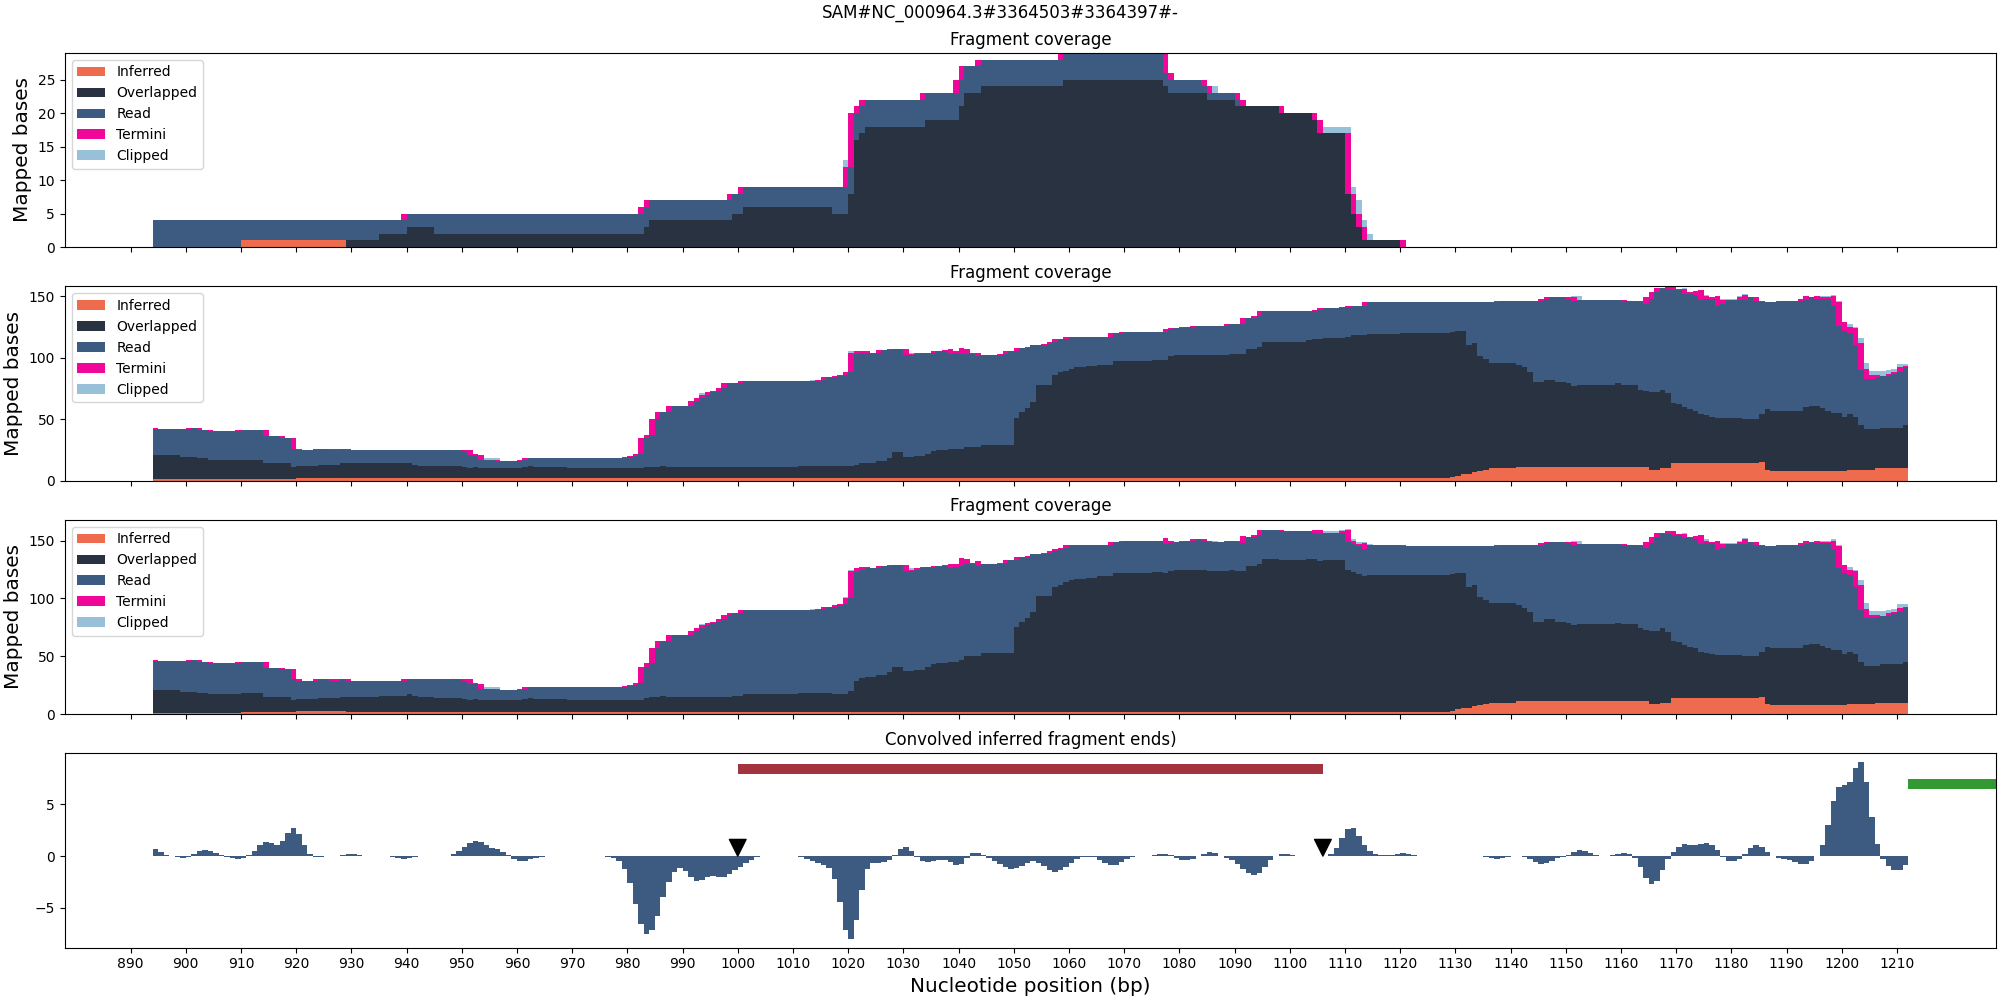 SAM#NC_000964.3#3364503#3364397#-
Fragment coverage
Mapped bases
25
20
15
10
5
0
Inferred
Overlapped
Read
Termini
Clipped
Fragment coverage
Mapped bases
150
100
50
0
Inferred
Overlapped
Read
Termini
Clipped
Fragment coverage
Mapped bases
150
100
50
0
Inferred
Overlapped
Read
Termini
Clipped
Convolved inferred fragment ends)
5
0
−5
890 900 910 920 930 940 950 960 970 980 990 1000 1010 1020 1030 1040 1050 1060 1070 1080 1090 1100 1110 1120 1130 1140 1150 1160 1170 1180 1190 1200 1210
Nucleotide position (bp)